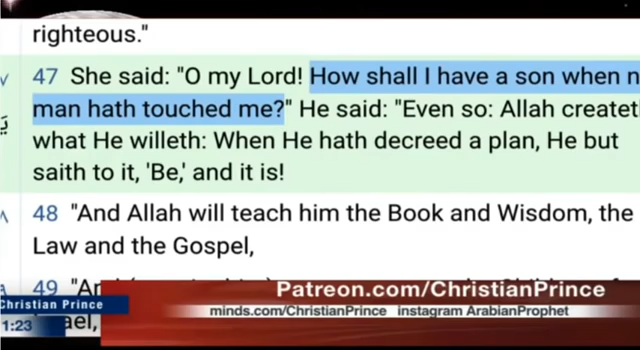 righteous."
47 She said: "O my Lord! How shall I have a son when
man hath touched me?" He said: "Even so: Allah
what He willeth: When He hath decreed a plan, He but
saith to it, 'Be,' and it is!
48 "And Allah will teach him the Book and Wisdom, the
Law and the Gospel,
49
Patreon.com/ChristianPrince
Christian Prince
minds.com/ChristianPrince instagram ArabianProphet
1:23